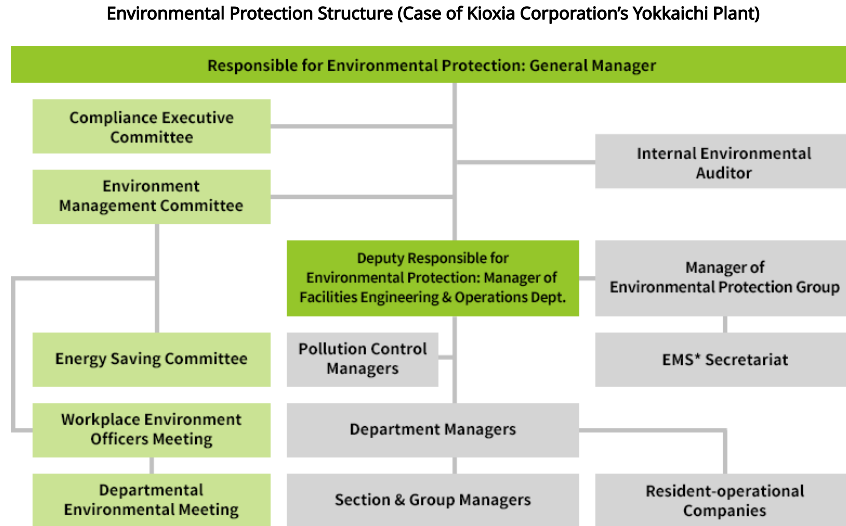 Environmental Protection Structure (Case of Kioxia Corporation's Yokkaichi Plant)
Responsible for Environmental Protection: General Manager
Compliance Executive
Committee
Internal Environmental
Auditor
Environment
Management Committee
Deputy Responsible for
Environmental Protection: Manager of
Facilities Engineering & Operations Dept.
Manager of
Environmental Protection Group
Energy Saving Committee
Pollution Control
Managers
EMS* Secretariat
Workplace Environment
Officers Meeting
Department Managers
Departmental
Environmental Meeting
Section & Group Managers
Resident-operational
Companies